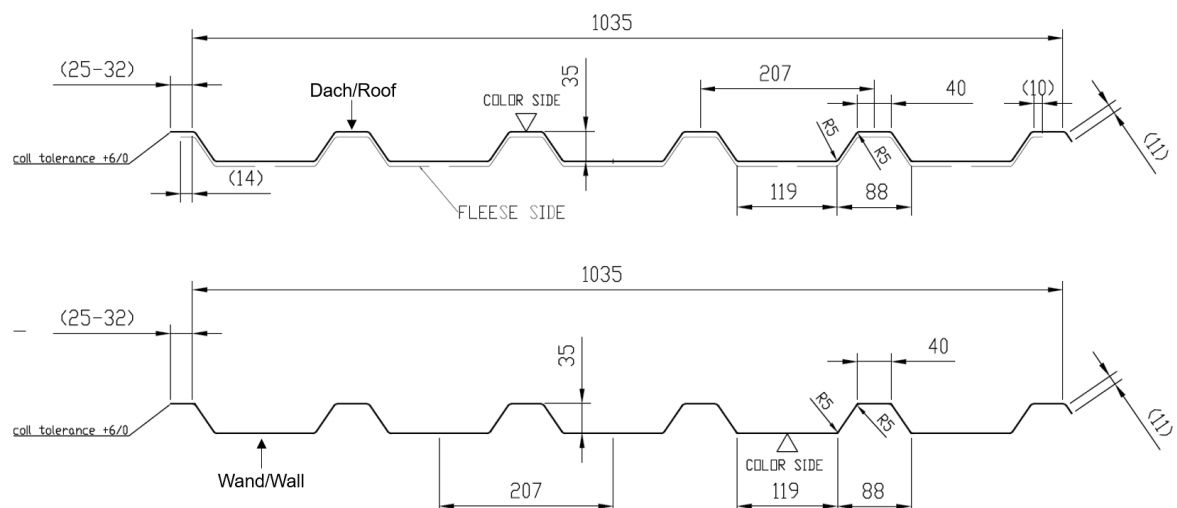 1035
(25-32)
Dach/Roof
COLOR SIDE
35
207
40
(10)
R5
R5
(11)
coll tolerance +6/0
(14)
FLEESE SIDE
119
88
1035
(25-32)
35
40
R5
R5
(11)
coll tolerance +6/0
COLOR SIDE
Wand/Wall
207
119
88